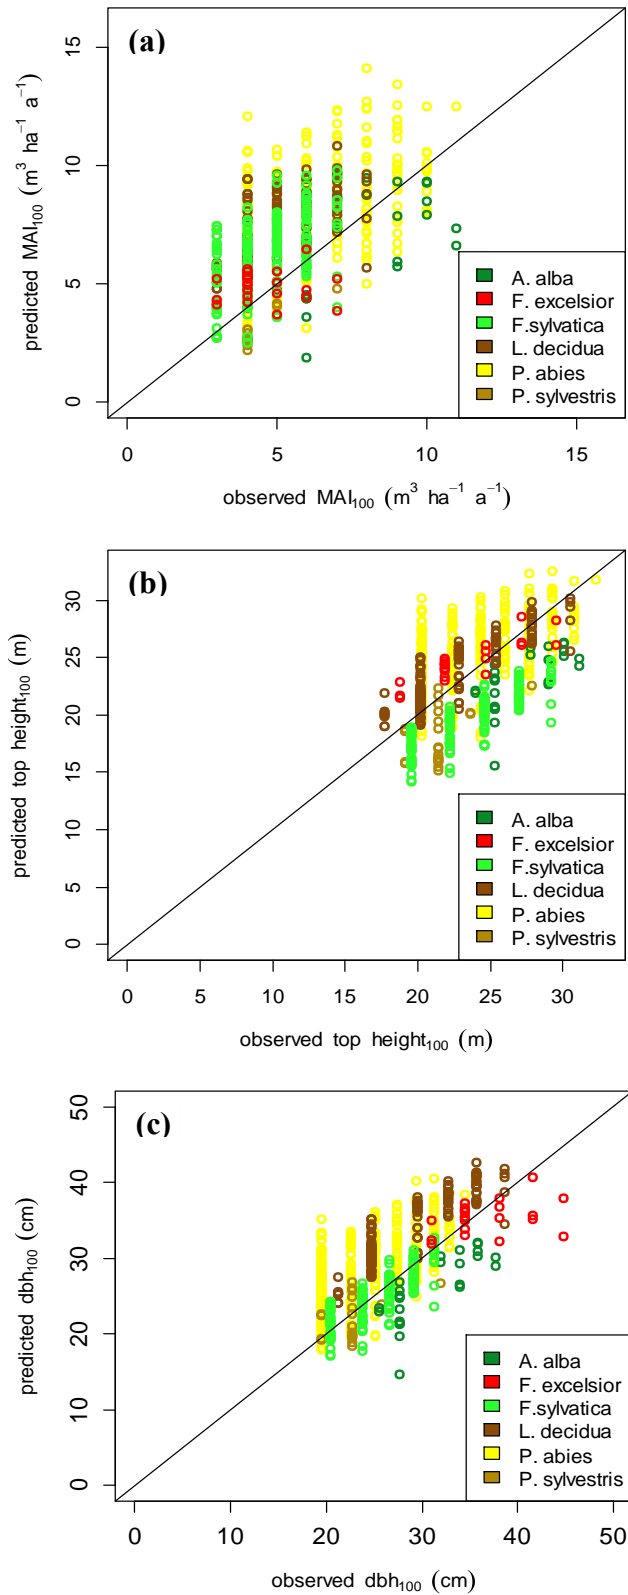 (a)
predicted MAI₁₀₀ (m³ ha⁻¹ a⁻¹)
15
10
5
0
A. alba
F. excelsior
F.sylvatica
L. decidua
P. abies
P. sylvestris
0 5 10 15
observed MAI₁₀₀ (m³ ha⁻¹ a⁻¹)
(b)
predicted top height₁₀₀ (m)
30
25
20
15
10
5
0
A. alba
F. excelsior
F.sylvatica
L. decidua
P. abies
P. sylvestris
0 5 10 15 20 25 30
observed top height₁₀₀ (m)
(c)
predicted dbh₁₀₀ (cm)
50
40
30
20
10
0
A. alba
F. excelsior
F.sylvatica
L. decidua
P. abies
P. sylvestris
0 10 20 30 40 50
observed dbh₁₀₀ (cm)